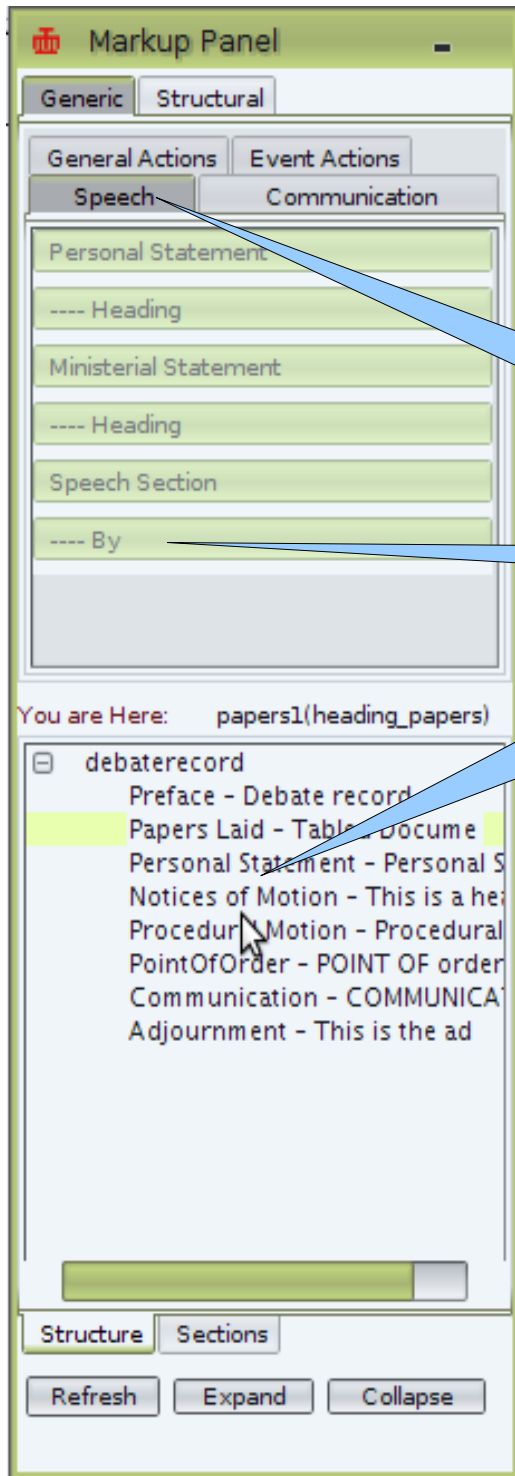 Markup Panel
Generic Structural
General Actions Event Actions
Speech Communication
Personal Statement
---- Heading
Ministerial Statement
---- Heading
Speech Section
---- By
You are Here: papers1(heading_papers)
debaterecord
Preface - Debate record
Papers Laid - Tabled Docume
Personal Statement - Personal S
Notices of Motion - This is a hea
Procedural Motion - Procedural
PointOfOrder - POINT OF order
Communication - COMMUNICAT
Adjournment - This is the ad
Structure Sections
Refresh Expand Collapse